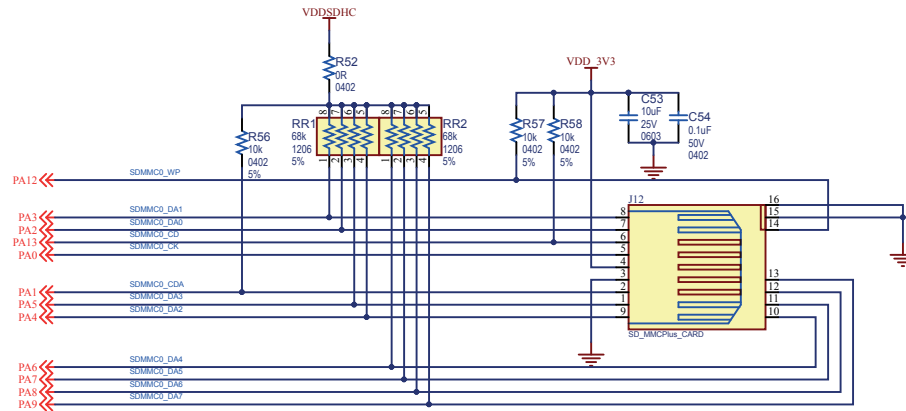 VDDSDHC
R52
0R
0402
VDD_3V3
R56
10k
0402
5%
8
7
6
5
8
7
6
5
RR1
68k
1206
5%
1
2
3
4
1
2
3
4
RR2
68k
1206
5%
R57
10k
0402
5%
R58
10k
0402
5%
C53
10uF
25V
0603
C54
0.1uF
50V
0402
PA12
SDMMC0_WP
PA3
SDMMC0_DA1
PA2
SDMMC0_DA0
PA13
SDMMC0_CD
PA0
SDMMC0_CK
PA1
SDMMC0_CDA
PA5
SDMMC0_DA3
PA4
SDMMC0_DA2
PA6
SDMMC0_DA4
PA7
SDMMC0_DA5
PA8
SDMMC0_DA6
PA9
SDMMC0_DA7
J12
8
7
6
5
4
3
2
1
9
16
15
14
13
12
11
10
SD_MMCPlus_CARD